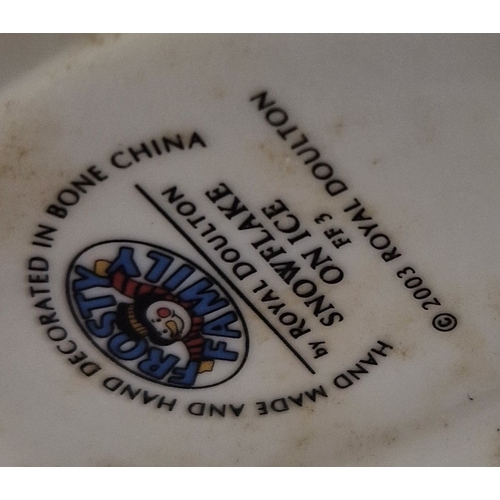 HAND MADE AND HAND DECORATED IN BONE CHINA
FROSTY
FAMILY
by ROYAL DOULTON
SNOWFLAKE
ON ICE
FF 3
© 2003 ROYAL DOULTON